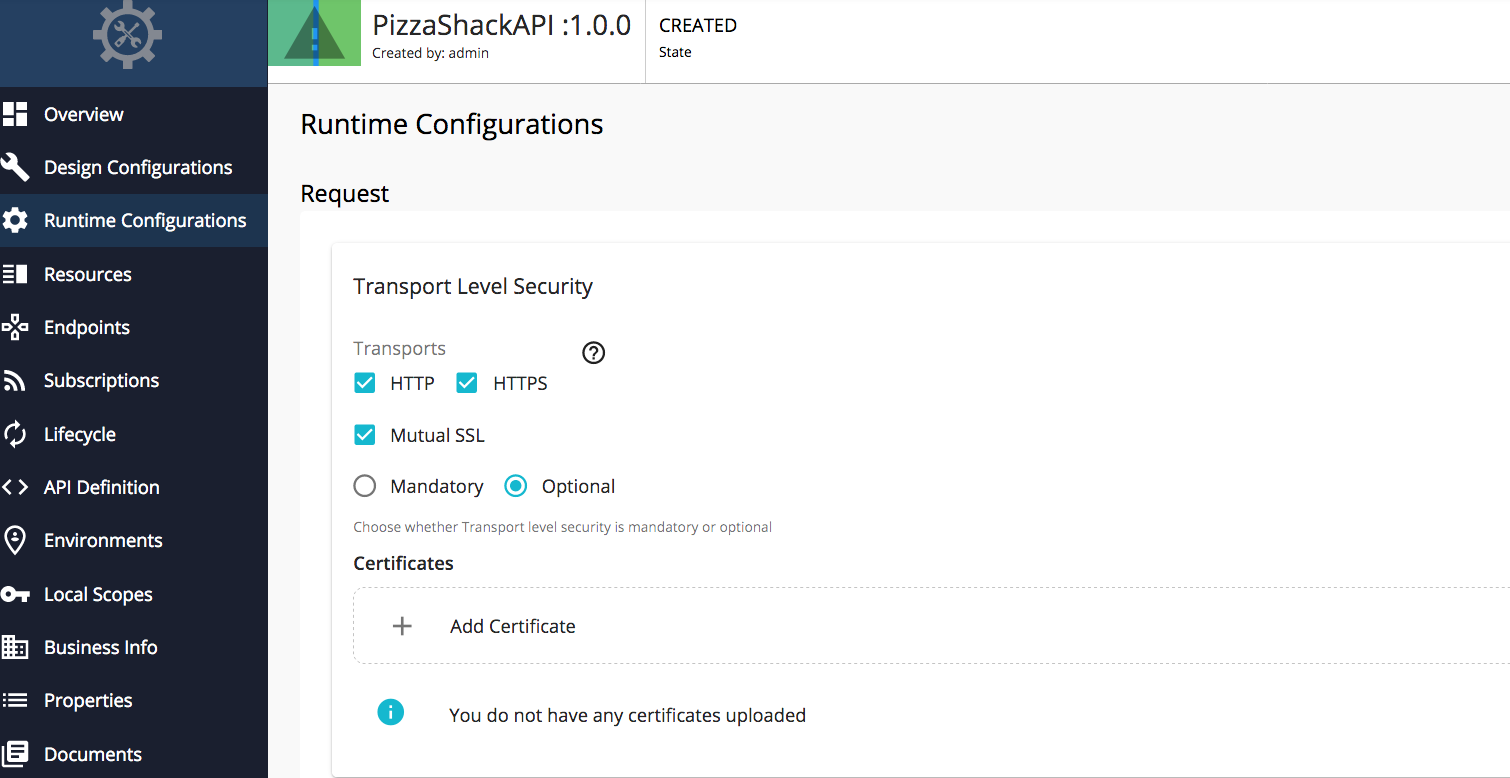 PizzaShackAPI :1.0.0
Created by: admin
CREATED
State
Overview
Design Configurations
Runtime Configurations
Resources
Endpoints
Subscriptions
Lifecycle
API Definition
Environments
Local Scopes
Business Info
Properties
Documents
Runtime Configurations
Request
Transport Level Security
Transports
HTTP HTTPS
Mutual SSL
Mandatory Optional
Choose whether Transport level security is mandatory or optional
Certificates
Add Certificate
You do not have any certificates uploaded